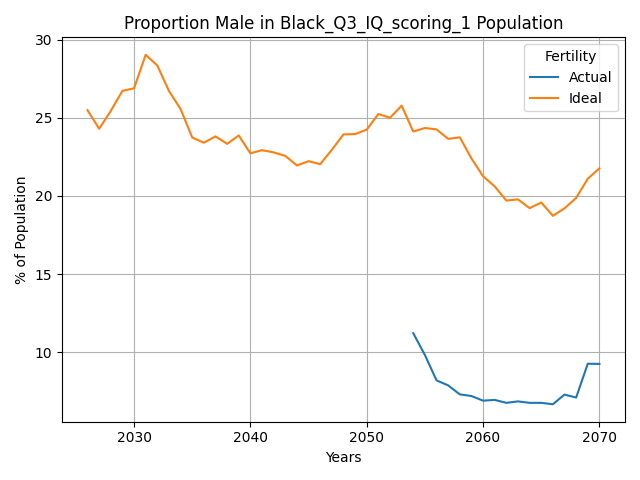 Proportion Male in Black_Q3_IQ_scoring_1 Population
30
25
20
15
10
% of Population
Fertility
Actual
Ideal
2030
2040
2050
2060
2070
Years